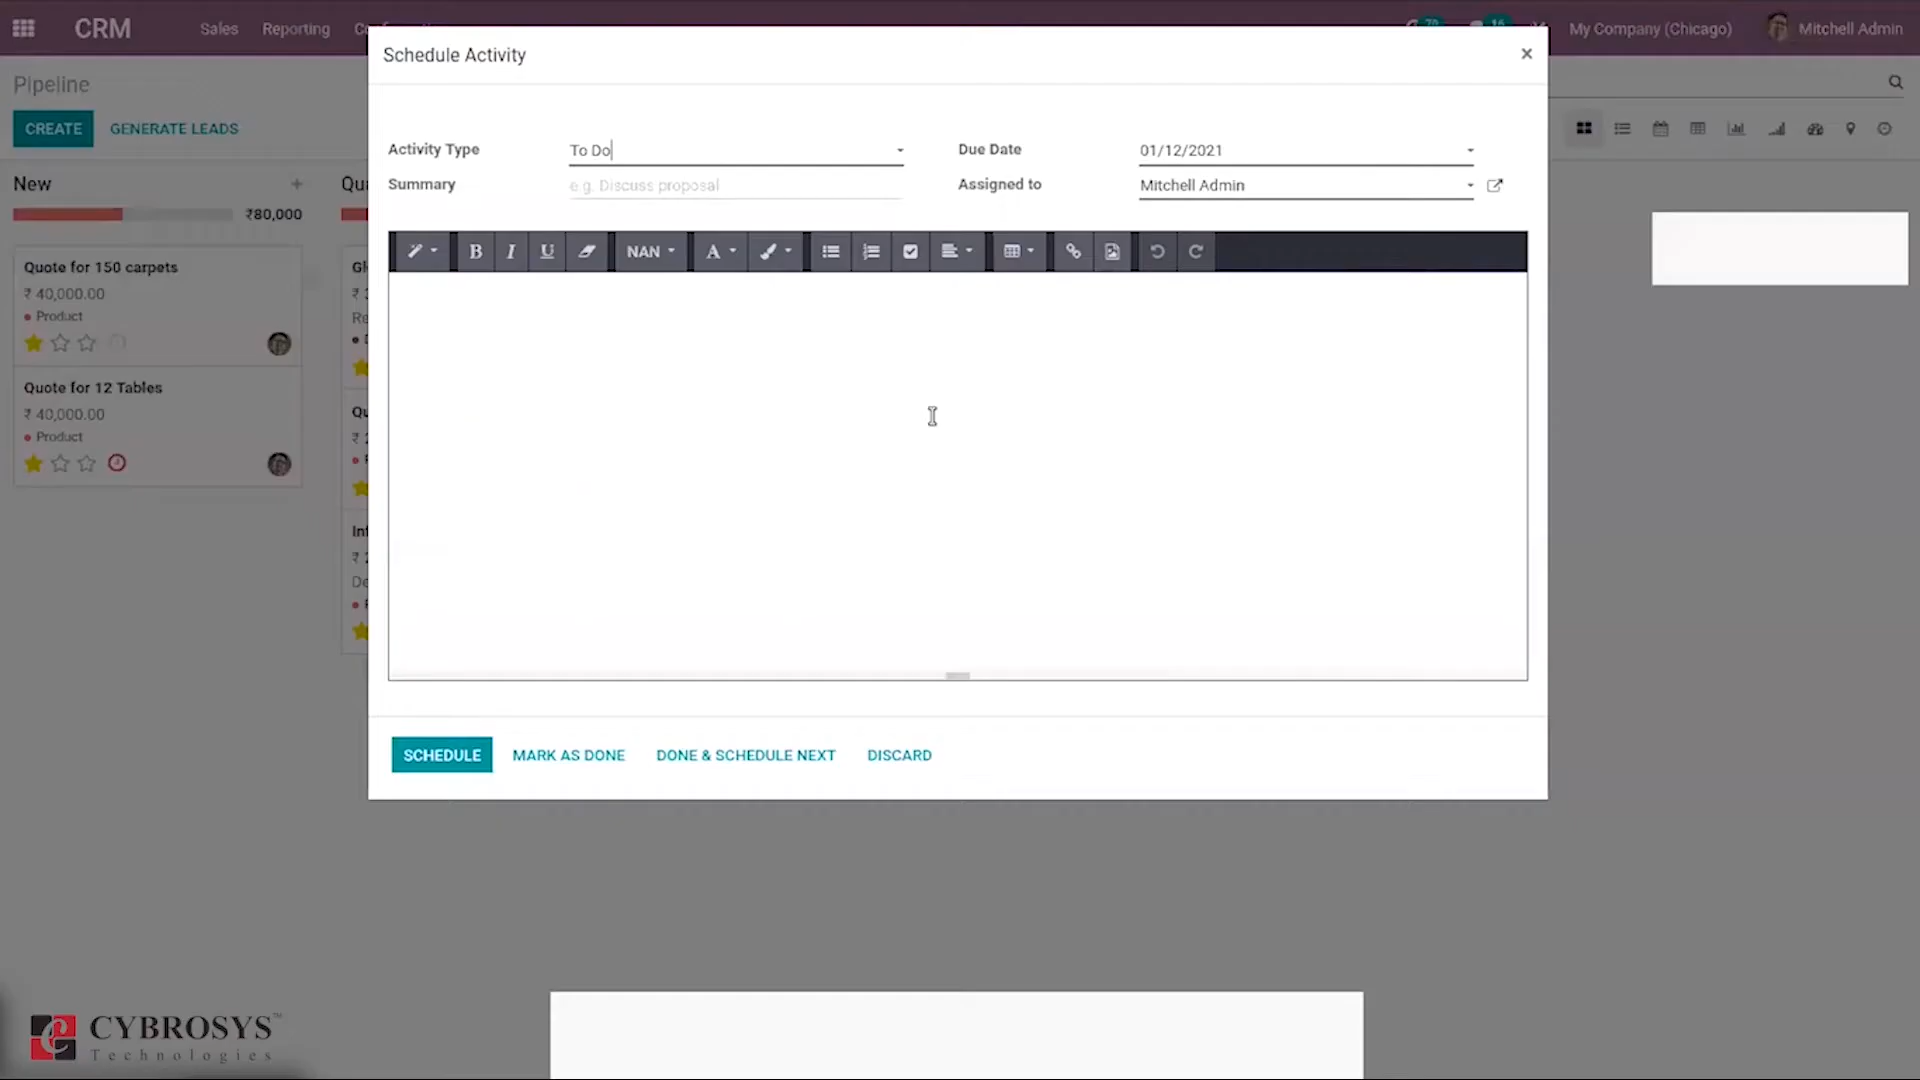 CRM
Sales
Reporting
72
16
My Company (Chicago)
Mitchell Admin
Schedule Activity
×
Pipeline
CREATE
GENERATE LEADS
Activity Type
To Do
Due Date
01/12/2021
Summary
e.g. Discuss proposal
Assigned to
Mitchell Admin
New
+
₹80,000
B I U NAN A
Quote for 150 carpets
₹ 40,000.00
Product
Quote for 12 Tables
₹ 40,000.00
Product
SCHEDULE
MARK AS DONE
DONE & SCHEDULE NEXT
DISCARD
CYBROSYS™
Technologies